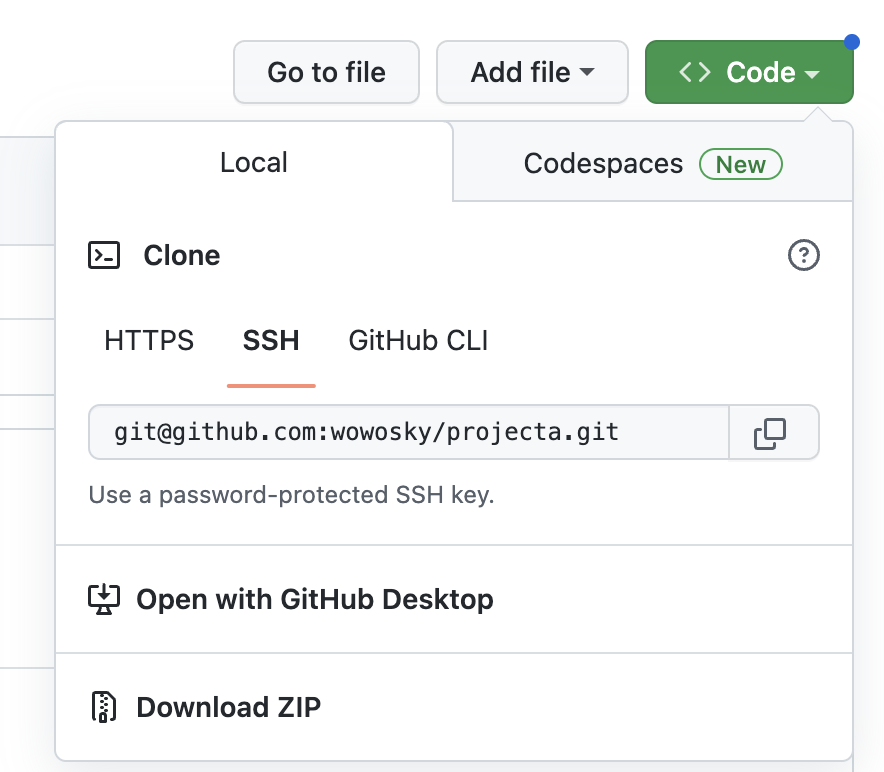 Go to file
Add file
Code
Local
Codespaces New
Clone
HTTPS SSH GitHub CLI
git@github.com:wowosky/projecta.git
Use a password-protected SSH key.
Open with GitHub Desktop
Download ZIP